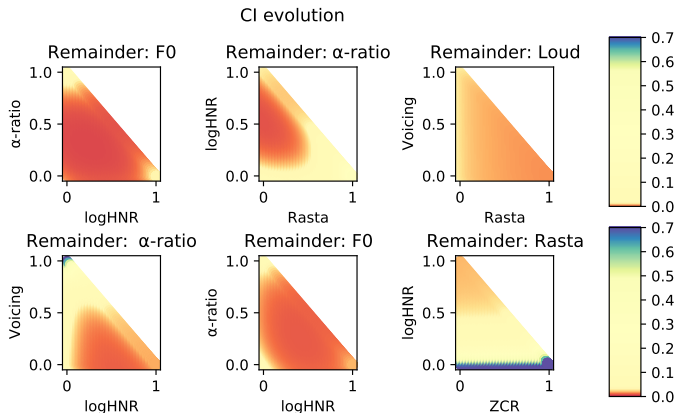 CI evolution
Remainder: F0
Remainder: α-ratio
Remainder: Loud
1.0
0.5
0.0
α-ratio
0
1
logHNR
1.0
0.5
0.0
logHNR
0
1
Rasta
1.0
0.5
0.0
Voicing
0
1
Rasta
0.7
0.6
0.5
0.4
0.3
0.2
0.1
0.0
Remainder: α-ratio
Remainder: F0
Remainder: Rasta
1.0
0.5
0.0
Voicing
0
1
logHNR
1.0
0.5
0.0
α-ratio
0
1
logHNR
1.0
0.5
0.0
logHNR
0
1
ZCR
0.7
0.6
0.5
0.4
0.3
0.2
0.1
0.0